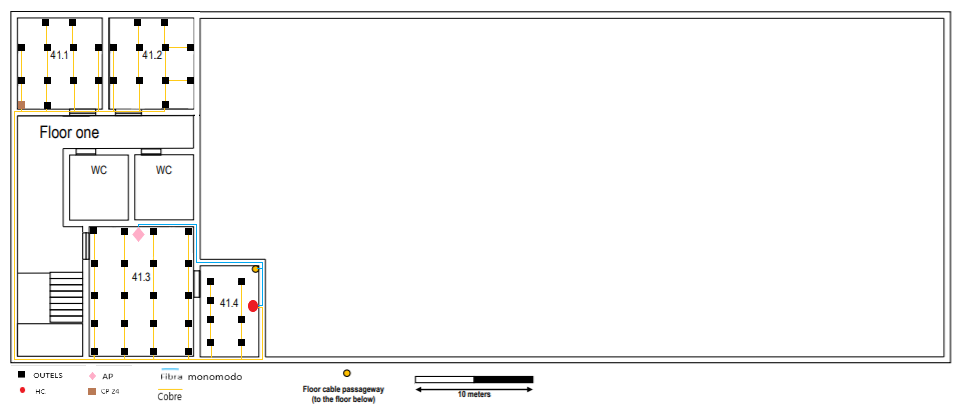 41.1
41.2
Floor one
WC
WC
41.3
41.4
OUTELS
AP
Fibra monomodo
HC
CP 24
Cobre
Floor cable passageway
(to the floor below)
10 meters